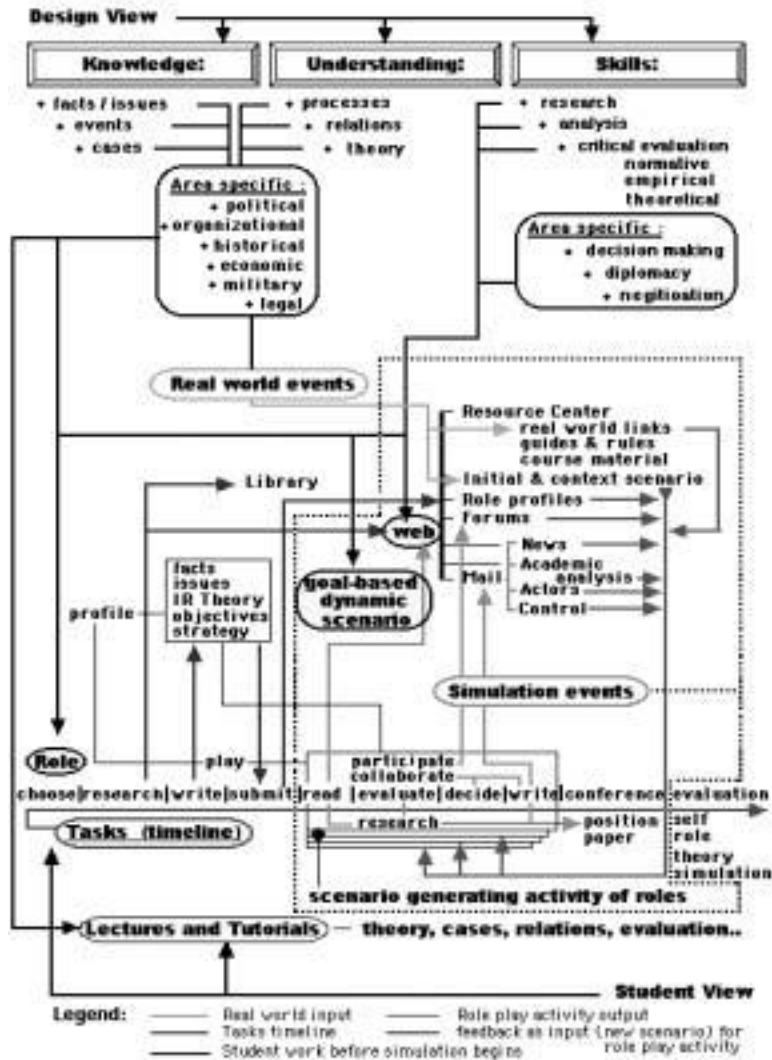 Design View
Knowledge:
Understanding:
Skills:
+ facts / issues
+ events
+ cases
+ processes
+ relations
+ theory
+ research
+ analysis
+ critical evaluation
normative
empirical
theoretical
Area specific :
+ political
+ organizational
+ historical
+ economic
+ military
+ legal
Area specific :
+ decision making
+ diplomacy
+ negitioation
Real world events
Resource Center
real world links
guides & rules
course material
Initial & context scenario
Library
Role profiles
Forums
web
News
Academic
analysis
Mail
Actors
Control
facts
issues
IR Theory
objectives
strategy
profile
goal-based
dynamic
scenario
Simulation events
Role
play
participate
collaborate
choose|research|write|submit|read |evaluate|decide|write|conference|evaluation
Tasks (timeline)
research
position
paper
self
role
theory
simulation
scenario generating activity of roles
Lectures and Tutorials – theory, cases, relations, evaluation..
Student View
Legend:
Real world input
Role play activity output
Tasks timeline
feedback as input (new scenario) for
role play activity
Student work before simulation begins